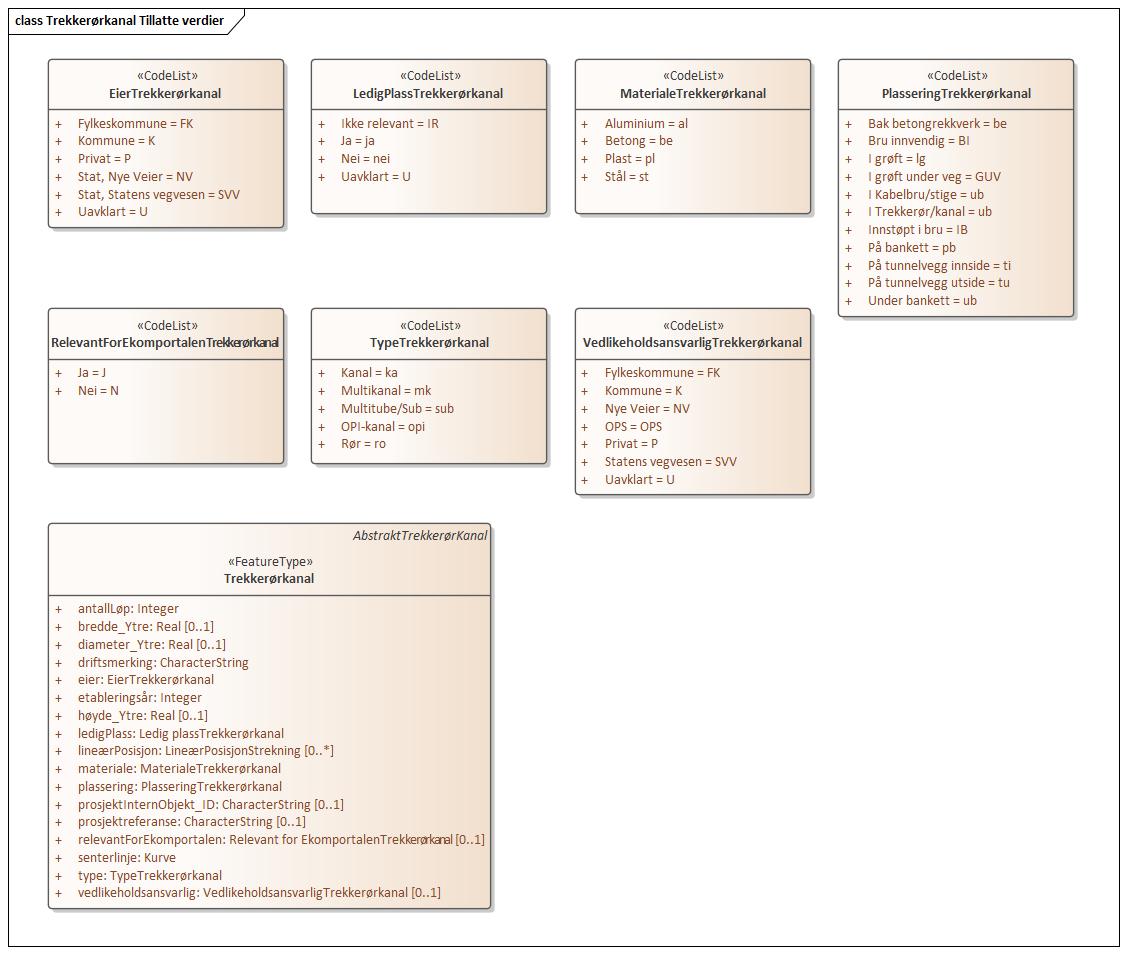 class Trekkerørkanal Tillatte verdier
«CodeList»
EierTrekkerørkanal
+ Fylkeskommune = FK
+ Kommune = K
+ Privat = P
+ Stat, Nye Veier = NV
+ Stat, Statens vegvesen = SVV
+ Uavklart = U
«CodeList»
LedigPlassTrekkerørkanal
+ Ikke relevant = IR
+ Ja = ja
+ Nei = nei
+ Uavklart = U
«CodeList»
MaterialeTrekkerørkanal
+ Aluminium = al
+ Betong = be
+ Plast = pl
+ Stål = st
«CodeList»
PlasseringTrekkerørkanal
+ Bak betongrekkverk = be
+ Bru innvendig = BI
+ I grøft = lg
+ I grøft under veg = GUV
+ I Kabelbru/stige = ub
+ I Trekkerør/kanal = ub
+ Innstøpt i bru = IB
+ På bankett = pb
+ På tunnelvegg innside = ti
+ På tunnelvegg utside = tu
+ Under bankett = ub
«CodeList»
RelevantForEkomportalenTrekkerørkanal
+ Ja = J
+ Nei = N
«CodeList»
TypeTrekkerørkanal
+ Kanal = ka
+ Multikanal = mk
+ Multitube/Sub = sub
+ OPI-kanal = opi
+ Rør = ro
«CodeList»
VedlikeholdsansvarligTrekkerørkanal
+ Fylkeskommune = FK
+ Kommune = K
+ Nye Veier = NV
+ OPS = OPS
+ Privat = P
+ Statens vegvesen = SVV
+ Uavklart = U
AbstraktTrekkerørKanal
«FeatureType»
Trekkerørkanal
+ antallLøp: Integer
+ bredde_Ytre: Real [0..1]
+ diameter_Ytre: Real [0..1]
+ driftsmerking: CharacterString
+ eier: EierTrekkerørkanal
+ etableringsår: Integer
+ høyde_Ytre: Real [0..1]
+ ledigPlass: Ledig plassTrekkerørkanal
+ lineærPosisjon: LineærPosisjonStrekning [0..*]
+ materiale: MaterialeTrekkerørkanal
+ plassering: PlasseringTrekkerørkanal
+ prosjektInternObjekt_ID: CharacterString [0..1]
+ prosjektreferanse: CharacterString [0..1]
+ relevantForEkomportalen: Relevant for EkomportalenTrekkerørkanal [0..1]
+ senterlinje: Kurve
+ type: TypeTrekkerørkanal
+ vedlikeholdsansvarlig: VedlikeholdsansvarligTrekkerørkanal [0..1]